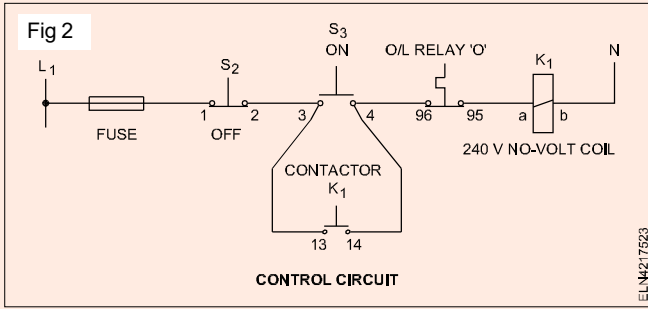 Fig 2
L1
FUSE
S2
1 2
OFF
S3
ON
3 4
O/L RELAY 'O'
96 95
K1
a b
240 V NO-VOLT COIL
N
CONTACTOR
K1
13 14
CONTROL CIRCUIT
ELN4217523